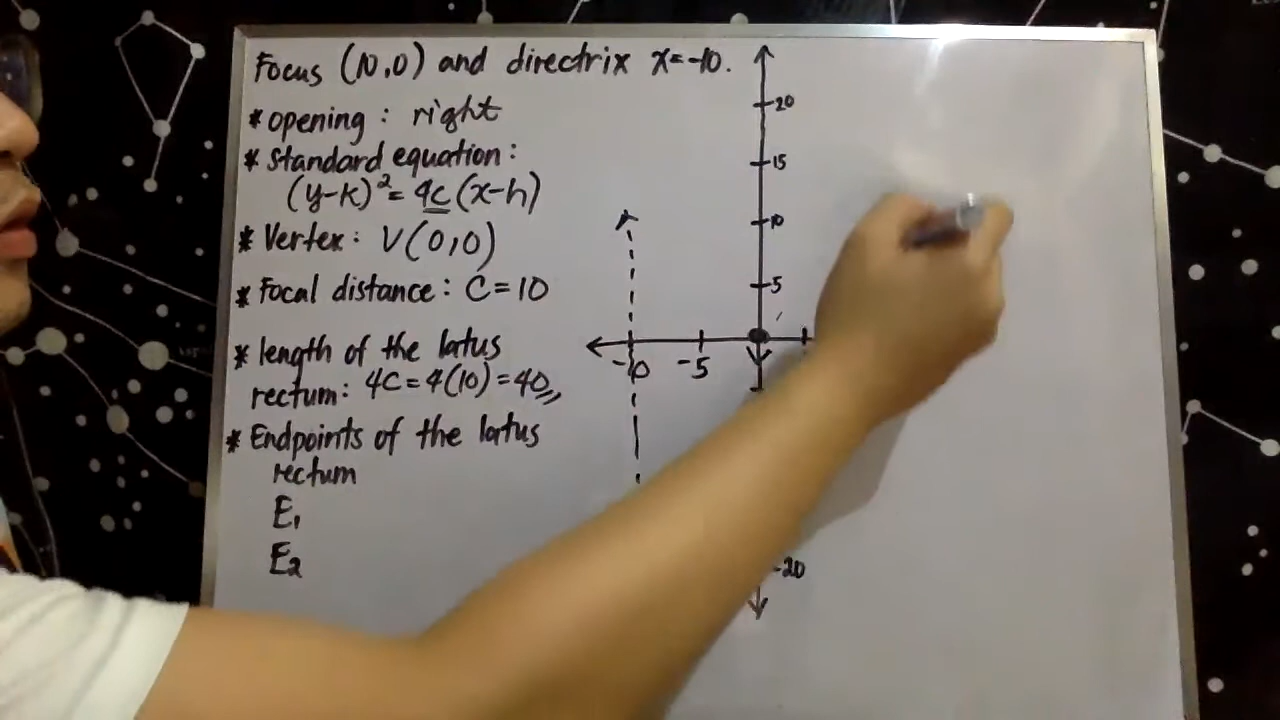 Focus (10,0) and directrix x=-10.
* opening : right
* Standard equation :
(y-k)²= 4c(x-h)
* Vertex : V(0,0)
* Focal distance : C=10
* length of the latus
rectum: 4C=4(10)=40
* Endpoints of the latus
rectum
E₁
E₂
20
15
10
5
-10 -5
-20